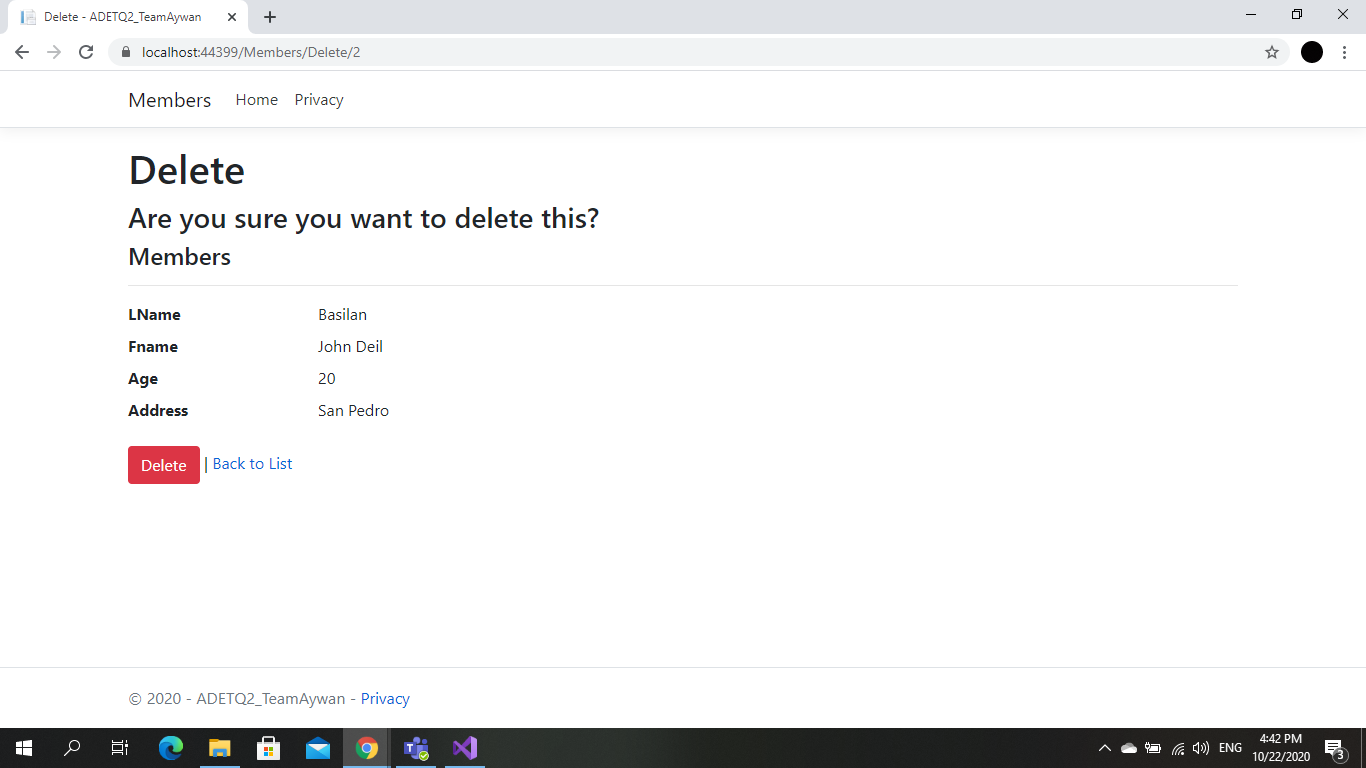 Delete - ADETQ2_TeamAywan
localhost:44399/Members/Delete/2
Members Home Privacy
Delete
Are you sure you want to delete this?
Members
LName Basilan
Fname John Deil
Age 20
Address San Pedro
Delete | Back to List
© 2020 - ADETQ2_TeamAywan - Privacy
ENG
4:42 PM
10/22/2020
3